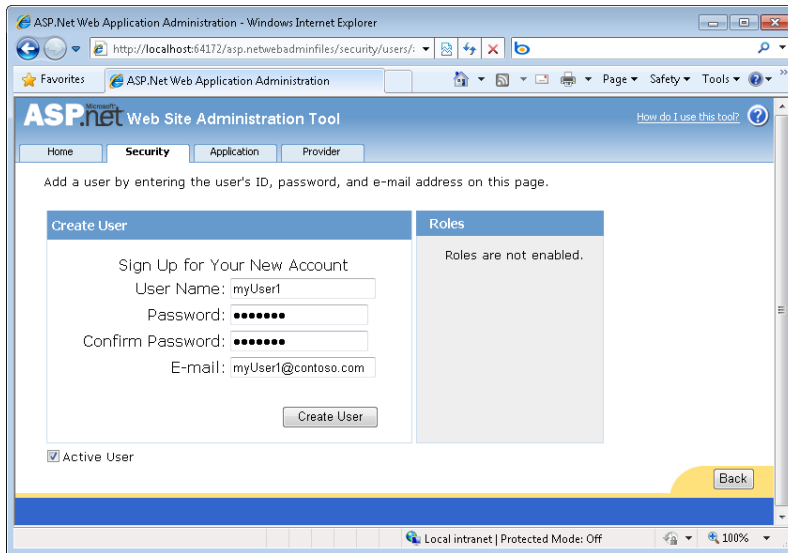 ASP.Net Web Application Administration - Windows Internet Explorer
http://localhost:64172/asp.netwebadminfiles/security/users/
Favorites
ASP.Net Web Application Administration
Page
Safety
Tools
»
Microsoft
ASP.net Web Site Administration Tool
How do I use this tool? ?
Home
Security
Application
Provider
Add a user by entering the user's ID, password, and e-mail address on this page.
Create User
Roles
Sign Up for Your New Account
Roles are not enabled.
User Name: myUser1
Password: •••••••
Confirm Password: •••••••
E-mail: myUser1@contoso.com
Create User
Active User
Back
Local intranet | Protected Mode: Off
100%